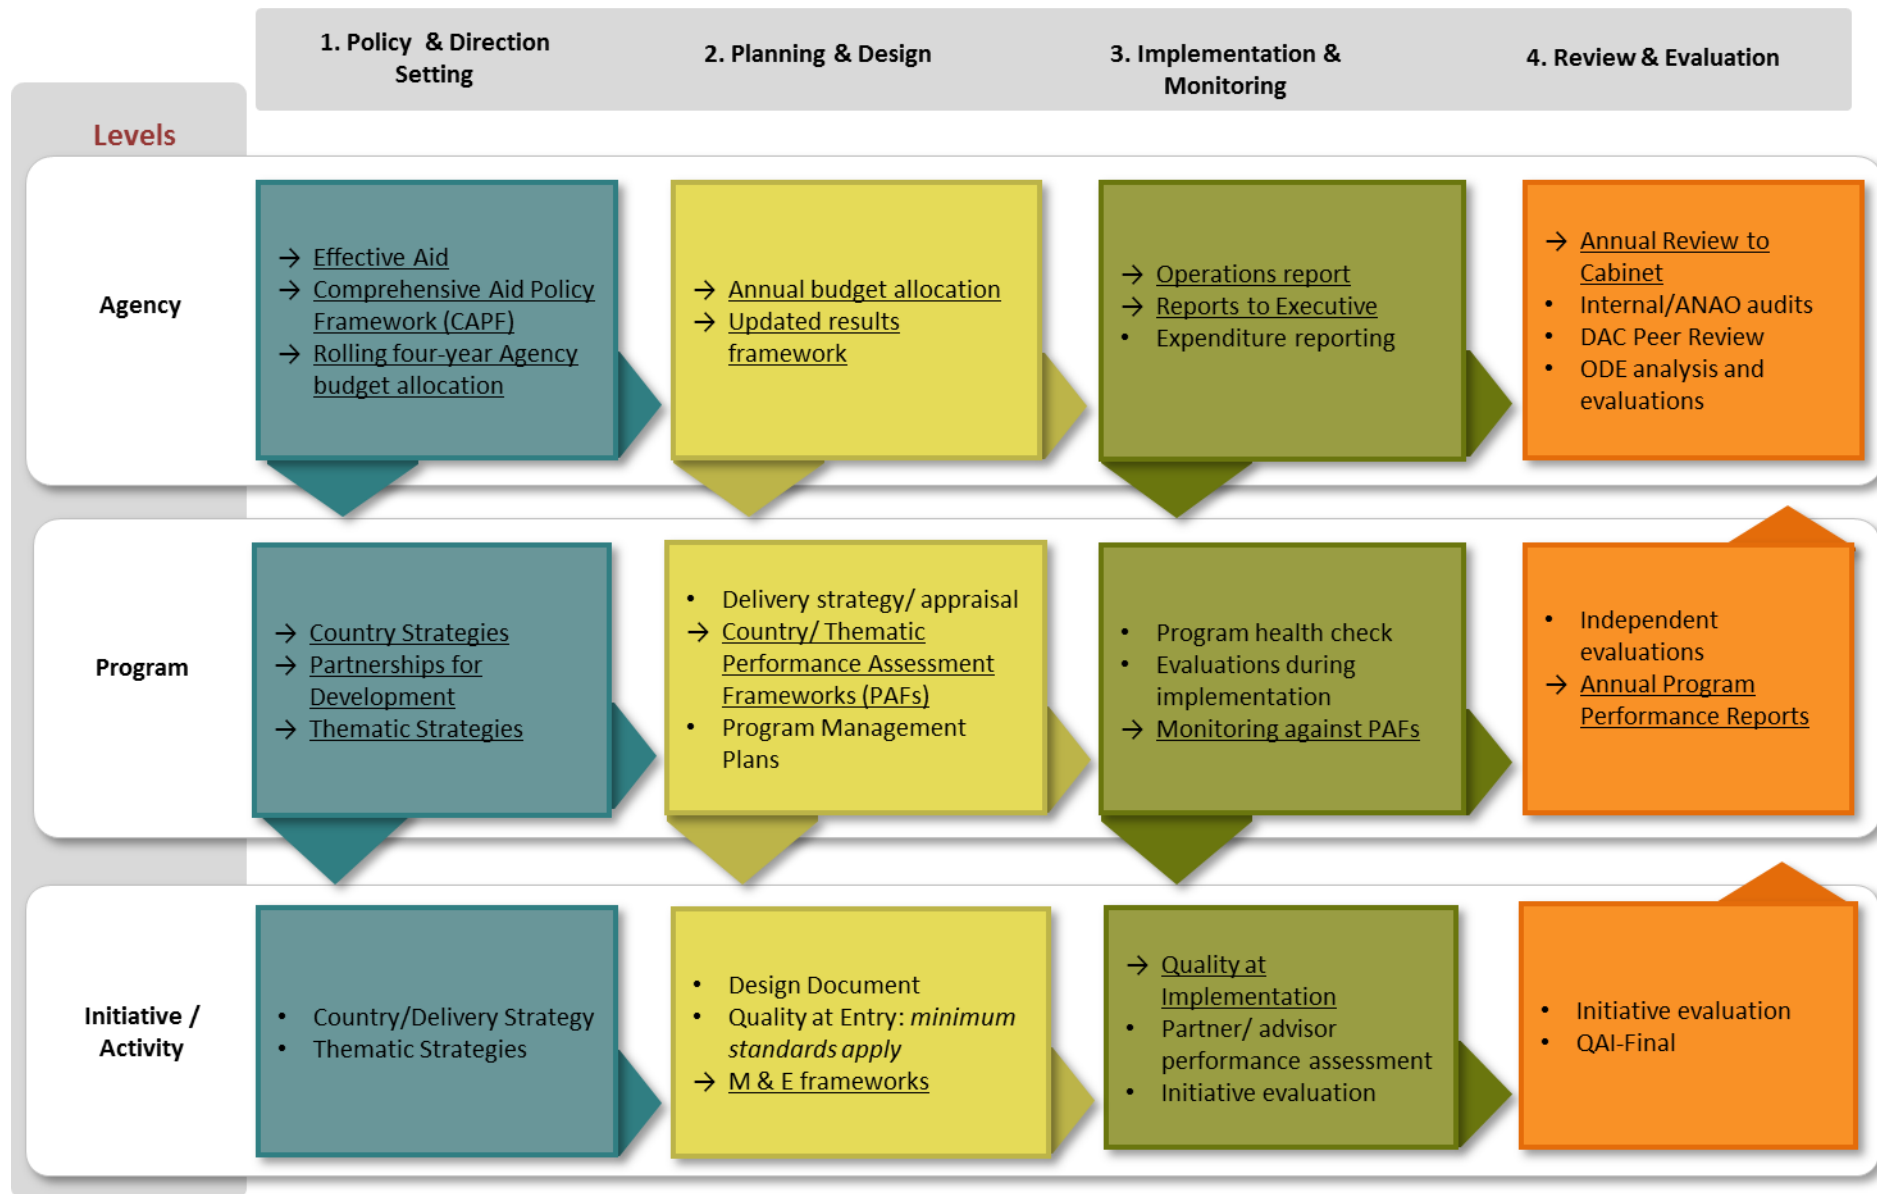 1. Policy & Direction
Setting
2. Planning & Design
3. Implementation &
Monitoring
4. Review & Evaluation
Levels
Agency
→ Effective Aid
→ Comprehensive Aid Policy
Framework (CAPF)
→ Rolling four-year Agency
budget allocation
→ Annual budget allocation
→ Updated results
framework
→ Operations report
→ Reports to Executive
• Expenditure reporting
→ Annual Review to
Cabinet
• Internal/ANAO audits
• DAC Peer Review
• ODE analysis and
evaluations
Program
→ Country Strategies
→ Partnerships for
Development
→ Thematic Strategies
• Delivery strategy/ appraisal
→ Country/ Thematic
Performance Assessment
Frameworks (PAFs)
• Program Management
Plans
• Program health check
• Evaluations during
implementation
→ Monitoring against PAFs
• Independent
evaluations
→ Annual Program
Performance Reports
Initiative /
Activity
• Country/Delivery Strategy
• Thematic Strategies
• Design Document
• Quality at Entry: minimum
standards apply
→ M & E frameworks
→ Quality at
Implementation
• Partner/ advisor
performance assessment
• Initiative evaluation
• Initiative evaluation
• QAI-Final